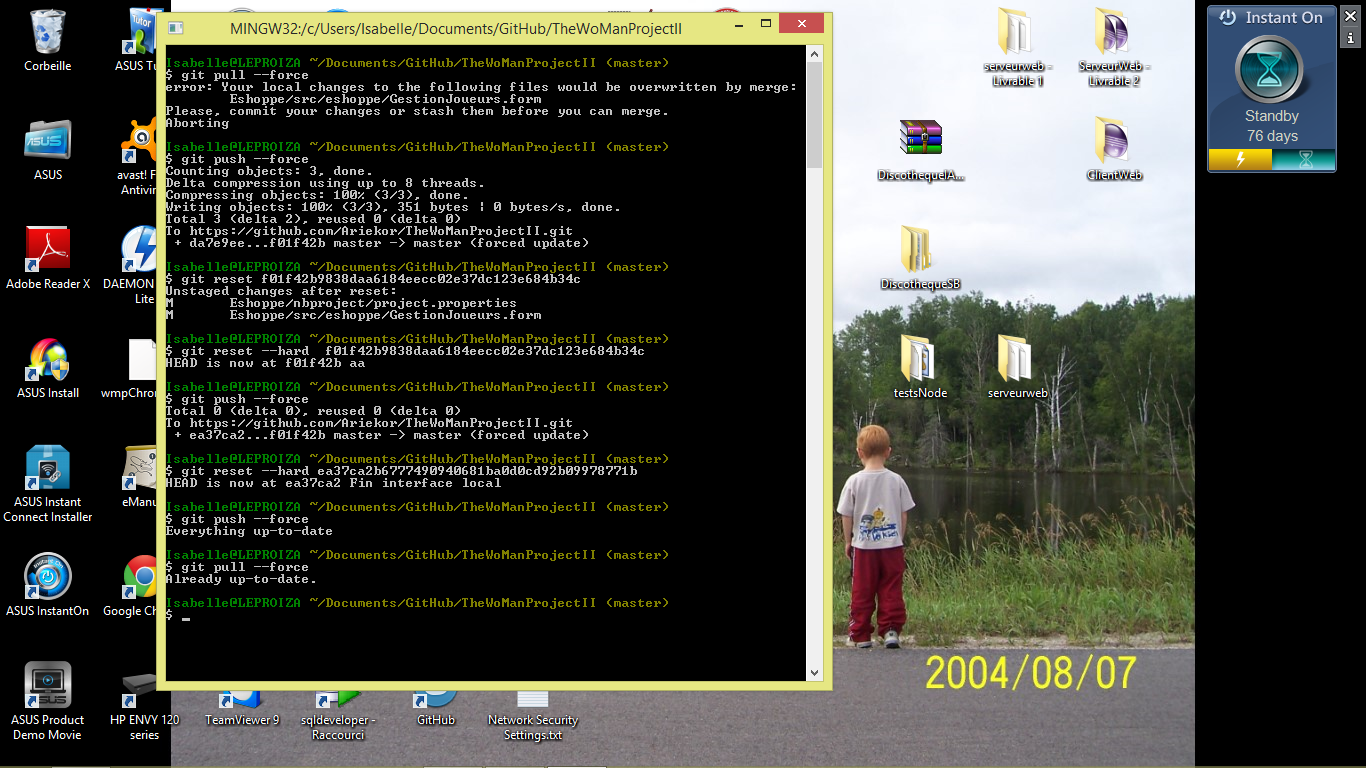 MINGW32:/c/Users/Isabelle/Documents/GitHub/TheWoManProjectII
Isabelle@LEPROIZA ~/Documents/GitHub/TheWoManProjectII (master)
$ git pull --force
error: Your local changes to the following files would be overwritten by merge:
Eshoppe/src/eshoppe/GestionJoueurs.form
Please, commit your changes or stash them before you can merge.
Aborting
Isabelle@LEPROIZA ~/Documents/GitHub/TheWoManProjectII (master)
$ git push --force
Counting objects: 3, done.
Delta compression using up to 8 threads.
Compressing objects: 100% (3/3), done.
Writing objects: 100% (3/3), 351 bytes | 0 bytes/s, done.
Total 3 (delta 2), reused 0 (delta 0)
To https://github.com/Ariekor/TheWoManProjectII.git
+ da7e9ee...f01f42b master -> master (forced update)
Isabelle@LEPROIZA ~/Documents/GitHub/TheWoManProjectII (master)
$ git reset f01f42b9838daa6184eecc02e37dc123e684b34c
Unstaged changes after reset:
M Eshoppe/nbproject/project.properties
M Eshoppe/src/eshoppe/GestionJoueurs.form
Isabelle@LEPROIZA ~/Documents/GitHub/TheWoManProjectII (master)
$ git reset --hard  f01f42b9838daa6184eecc02e37dc123e684b34c
HEAD is now at f01f42b aa
Isabelle@LEPROIZA ~/Documents/GitHub/TheWoManProjectII (master)
$ git push --force
Total 0 (delta 0), reused 0 (delta 0)
To https://github.com/Ariekor/TheWoManProjectII.git
+ ea37ca2...f01f42b master -> master (forced update)
Isabelle@LEPROIZA ~/Documents/GitHub/TheWoManProjectII (master)
$ git reset --hard ea37ca2b6777490940681ba0d0cd92b09978771b
HEAD is now at ea37ca2 Fin interface local
Isabelle@LEPROIZA ~/Documents/GitHub/TheWoManProjectII (master)
$ git push --force
Everything up-to-date
Isabelle@LEPROIZA ~/Documents/GitHub/TheWoManProjectII (master)
$ git pull --force
Already up-to-date.
Isabelle@LEPROIZA ~/Documents/GitHub/TheWoManProjectII (master)
$
Corbeille
ASUS
ASUS
avast!
Antivir
Adobe Reader X
DAEMON
Lite
ASUS Install
wmpChro
ASUS Instant
Connect Installer
eManu
ASUS InstantOn
Google Ch
ASUS Product
Demo Movie
HP ENVY 120
series
TeamViewer 9
sqldeveloper -
Raccourci
GitHub
Network Security
Settings.txt
serveurweb -
Livrable 1
ServeurWeb -
Livrable 2
DiscothequeIA...
ClientWeb
DiscothequeSB
testsNode
serveurweb
2004/08/07
Instant On
Standby
76 days